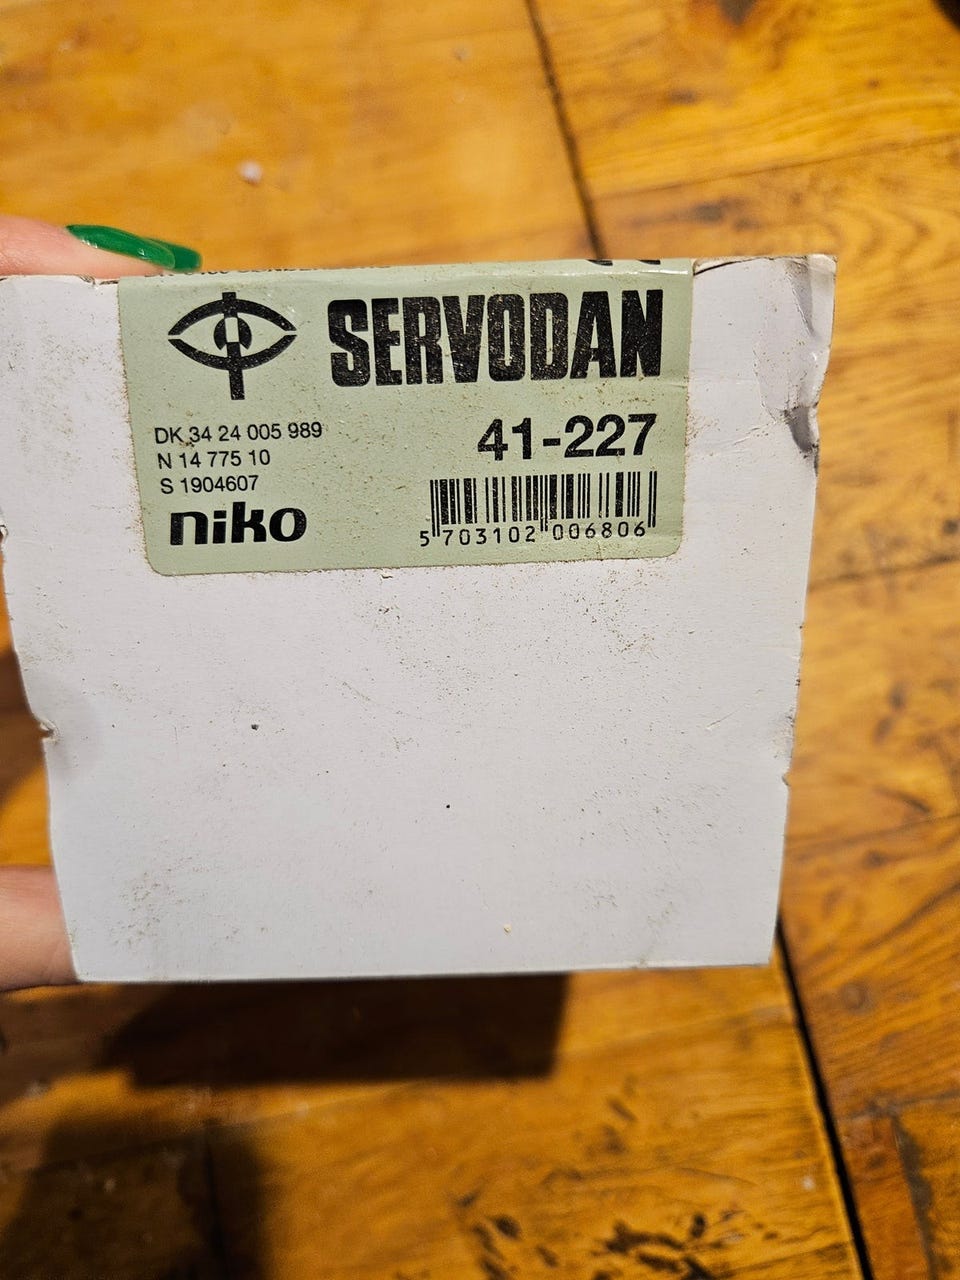 SERVODAN
DK 34 24 005 989
41-227
N 14 775 10
S 1904607
niko
5 703102 006806